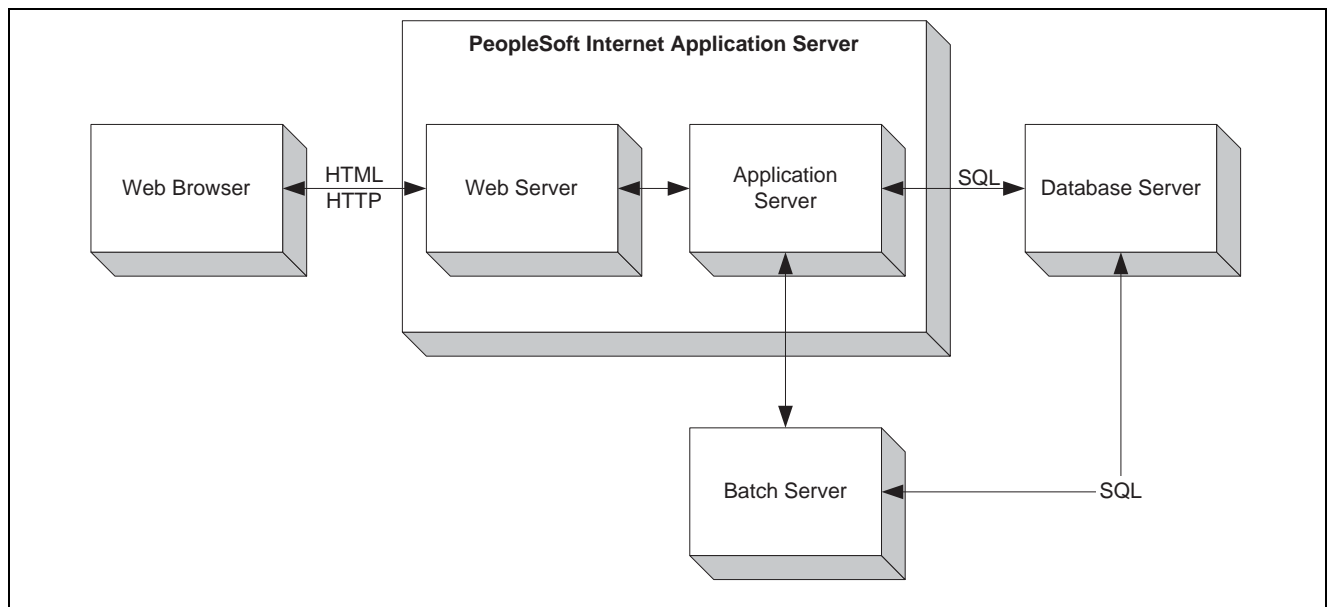 PeopleSoft Internet Application Server
Web Browser
HTML
HTTP
Web Server
Application
Server
SQL
Database Server
Batch Server
SQL